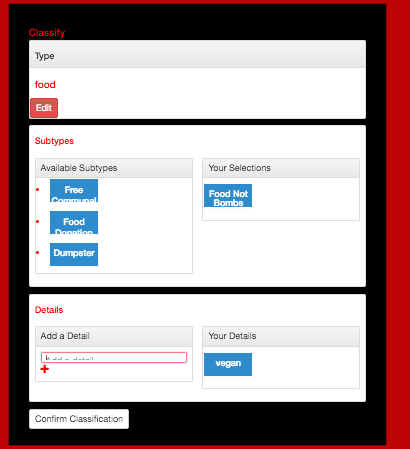 Classify
Type
food
Edit
Subtypes
Available Subtypes
Your Selections
Free
Communal
Food Not
Bombs
Food
Donation
Dumpster
Details
Add a Detail
Your Details
Add a detail
vegan
Confirm Classification